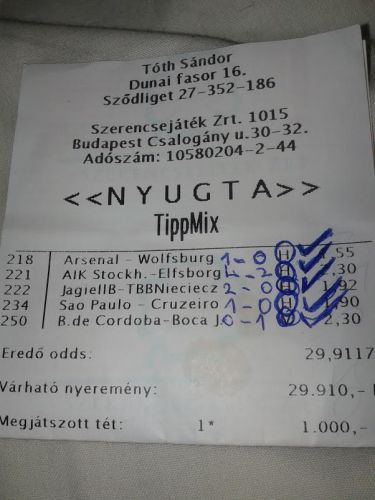 Tóth Sándor
Dunai fasor 16.
Sződliget 27-352-186
Szerencsejáték Zrt. 1015
Budapest Csalogány u.30-32.
Adószám: 10580204-2-44
<<NYUGTA>>
TippMix
218 Arsenal - Wolfsburg 1-0 H 1,55
221 AIK Stockh.-Elfsborg 4-2 H 2,30
222 JagiellB-TBBNieciecz 2-0 H 1,92
234 Sao Paulo - Cruzeiro 1-0 H 1,90
250 B.de Cordoba-Boca J. 0-1 V 2,30
Eredő odds: 29,9117
Várható nyeremény: 29.910,-
Megjátszott tét: 1* 1.000,-